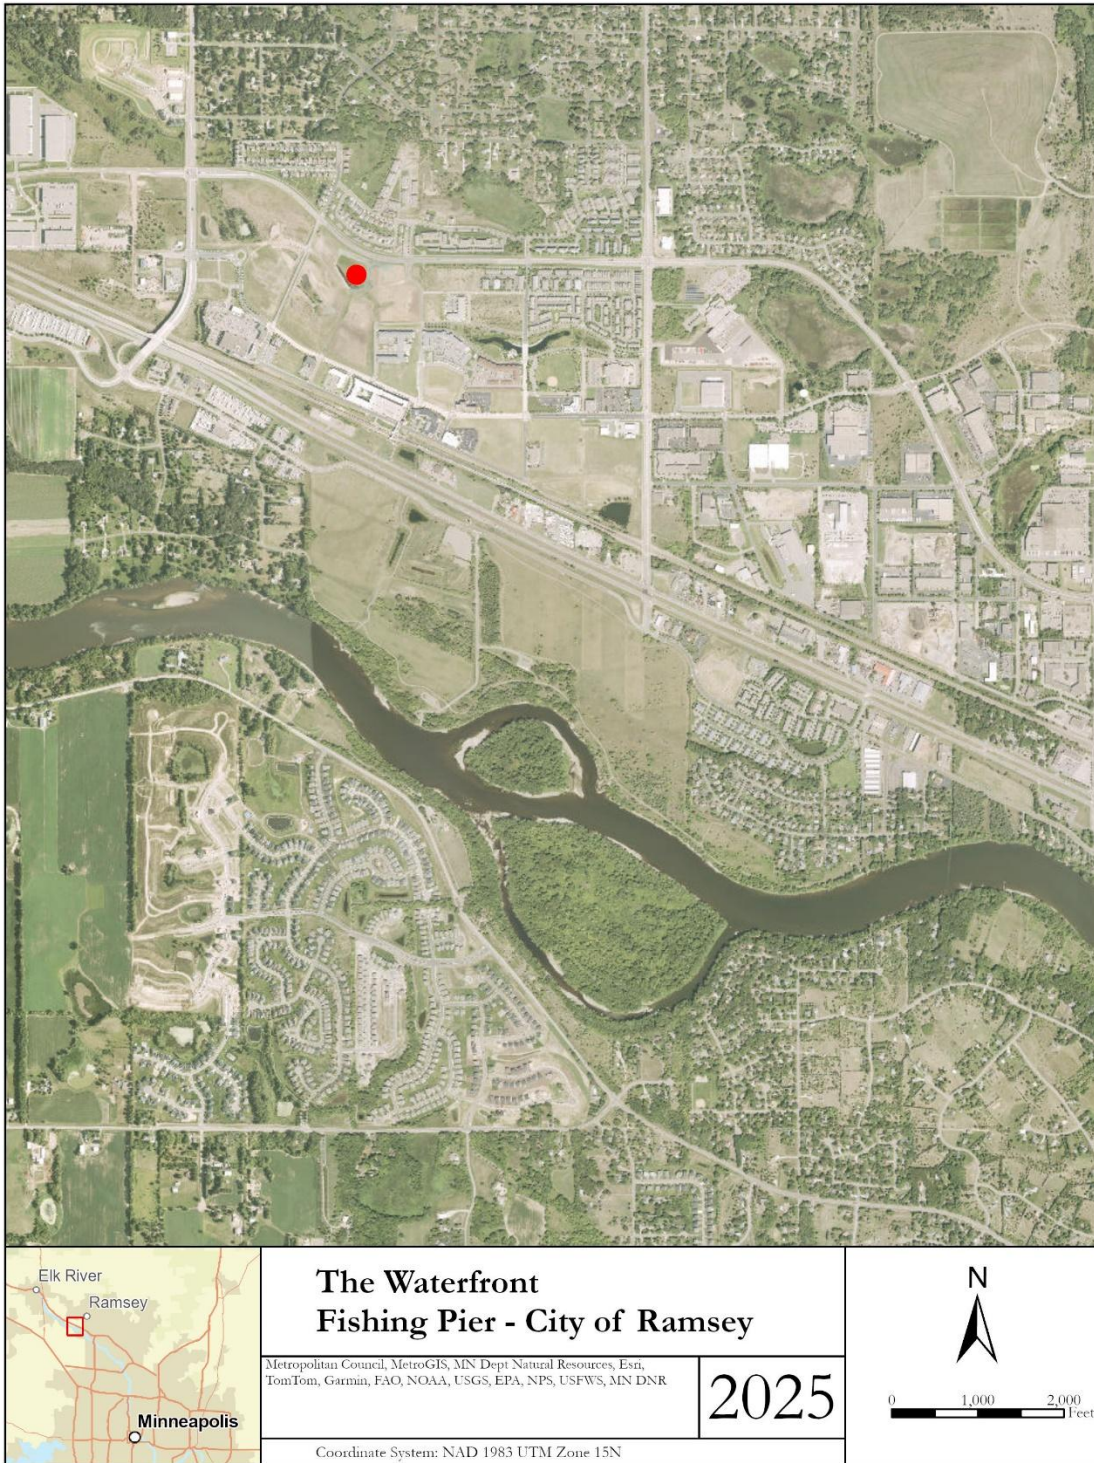 Elk River
Ramsey
Minneapolis
The Waterfront
Fishing Pier - City of Ramsey
Metropolitan Council, MetroGIS, MN Dept Natural Resources, Esri,
TomTom, Garmin, FAO, NOAA, USGS, EPA, NPS, USFWS, MN DNR
2025
Coordinate System: NAD 1983 UTM Zone 15N
N
0 1,000 2,000
Feet